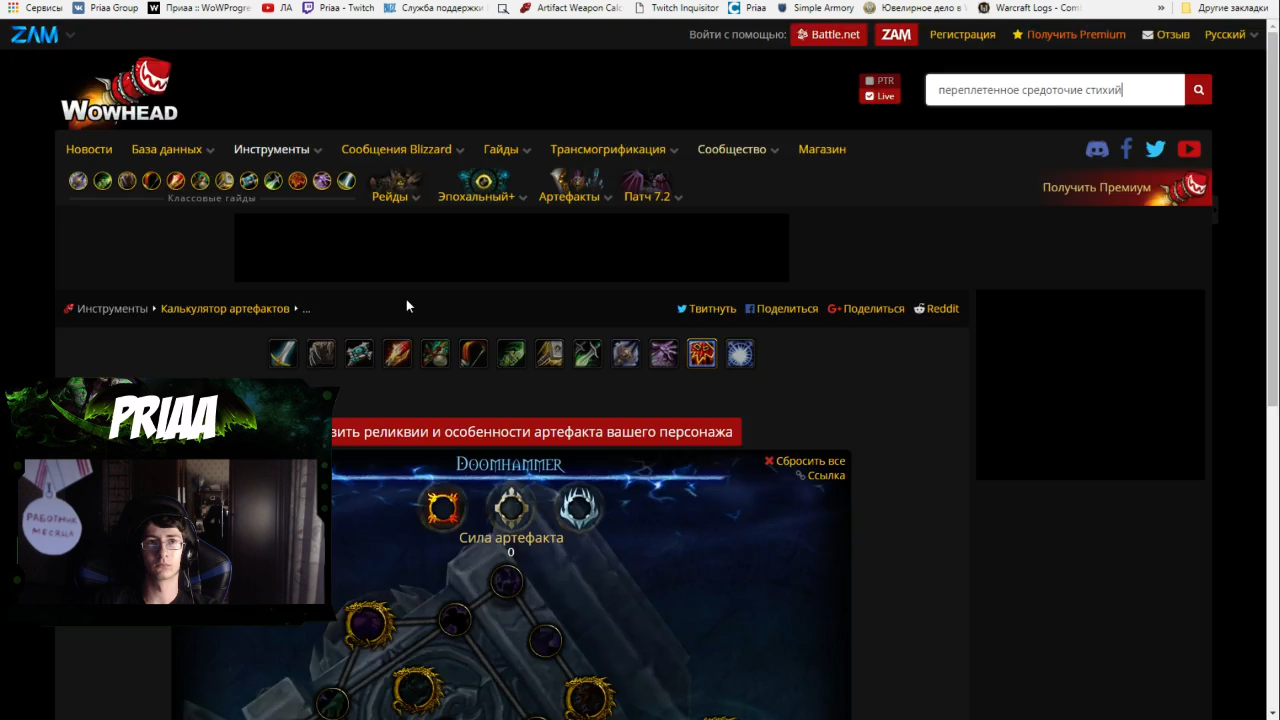 Сервисы
Priaa Group
Приаа :: WoWProgre
ЛА
Priaa - Twitch
Служба поддержки
Artifact Weapon Calc
Twitch Inquisitor
Priaa
Simple Armory
Ювелирное дело в
Warcraft Logs - Com
»
Другие закладки
ZAM
Войти с помощью:
Battle.net
ZAM
Регистрация
Получить Premium
Отзыв
Русский
WOWHEAD
PTR
Live
переплетенное средоточие стихий
Новости
База данных
Инструменты
Сообщения Blizzard
Гайды
Трансмогрификация
Сообщество
Магазин
Классовые гайды
Рейды
Эпохальный+
Артефакты
Патч 7.2
Получить Премиум
Инструменты
Калькулятор артефактов
...
Твитнуть
Поделиться
G+ Поделиться
Reddit
PRIAA
вить реликвии и особенности артефакта вашего персонажа
DOOMHAMMER
Сбросить все
Ссылка
Сила артефакта
0
1
РАБОТНИК
МЕСЯЦА